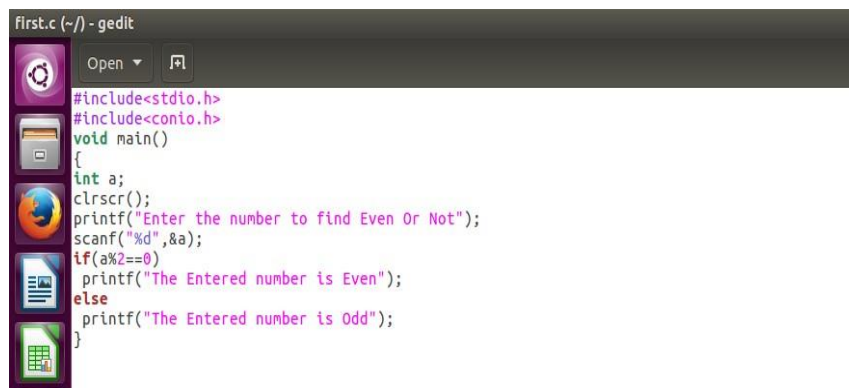 first.c (~/) - gedit
Open
#include<stdio.h>
#include<conio.h>
void main()
{
int a;
clrscr();
printf("Enter the number to find Even Or Not");
scanf("%d",&a);
if(a%2==0)
 printf("The Entered number is Even");
else
 printf("The Entered number is Odd");
}